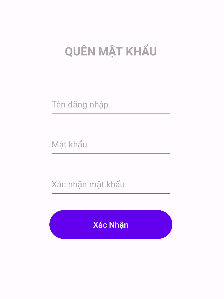 QUÊN MẬT KHẨU
Tên đăng nhập
Mật khẩu
Xác nhận mật khẩu
Xác Nhận